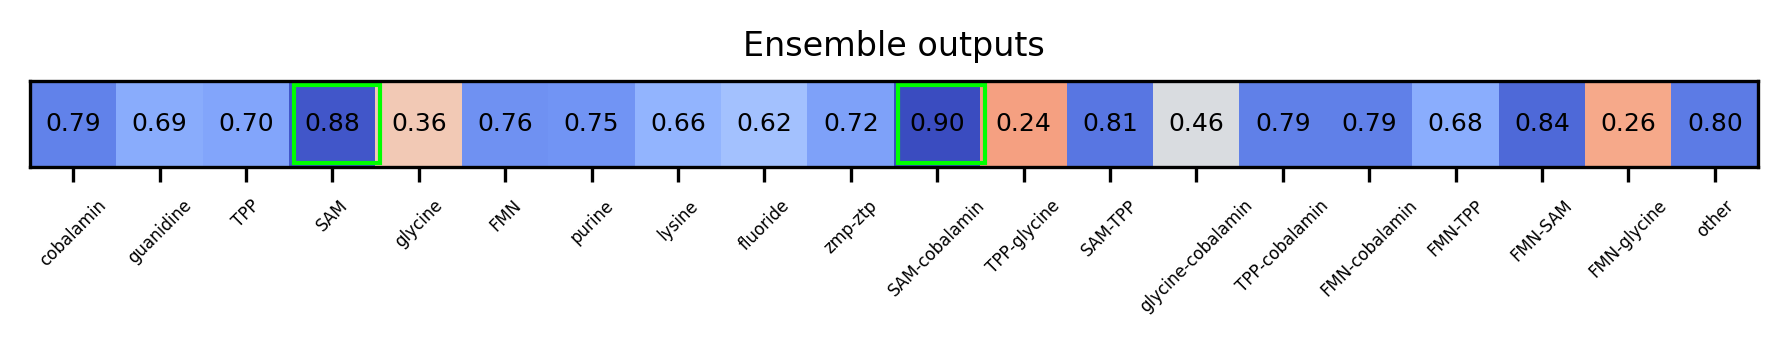 Ensemble outputs
0.79 0.69 0.70 0.88 0.36 0.76 0.75 0.66 0.62 0.72 0.90 0.24 0.81 0.46 0.79 0.79 0.68 0.84 0.26 0.80
cobalamin guanidine TPP SAM glycine FMN purine lysine fluoride zmp-ztp SAM-cobalamin TPP-glycine SAM-TPP glycine-cobalamin TPP-cobalamin FMN-cobalamin FMN-TPP FMN-SAM FMN-glycine other